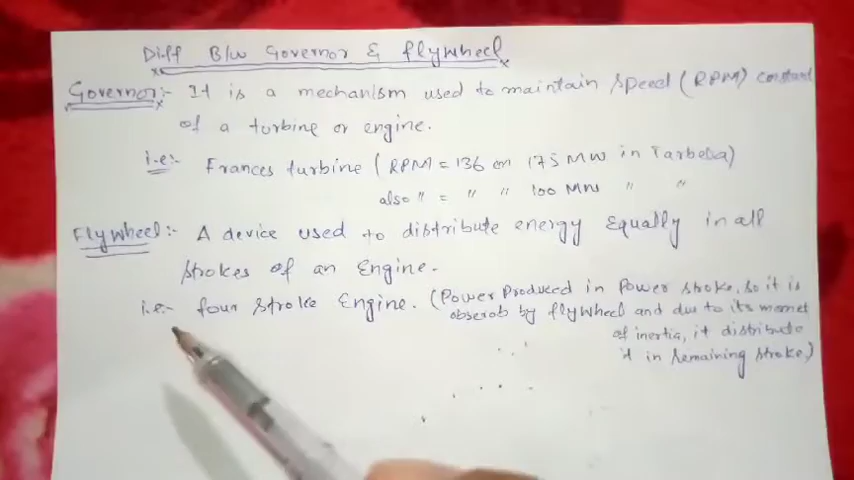 Diff B/w Governor & flywheel
Governor:- It is a mechanism used to maintain speed (RPM) constant
of a turbine or engine.
i.e:- Frances turbine (RPM = 136 on 175 MW in Tarbela)
also " = " " 100 MW " "
Flywheel:- A device used to distribute energy Equally in all
strokes of an Engine.
i.e:- four stroke Engine. (Power Produced in Power stroke, so it is
obserob by flywheel and due to its momet
of inertia, it distribute
it in remaining stroke,)